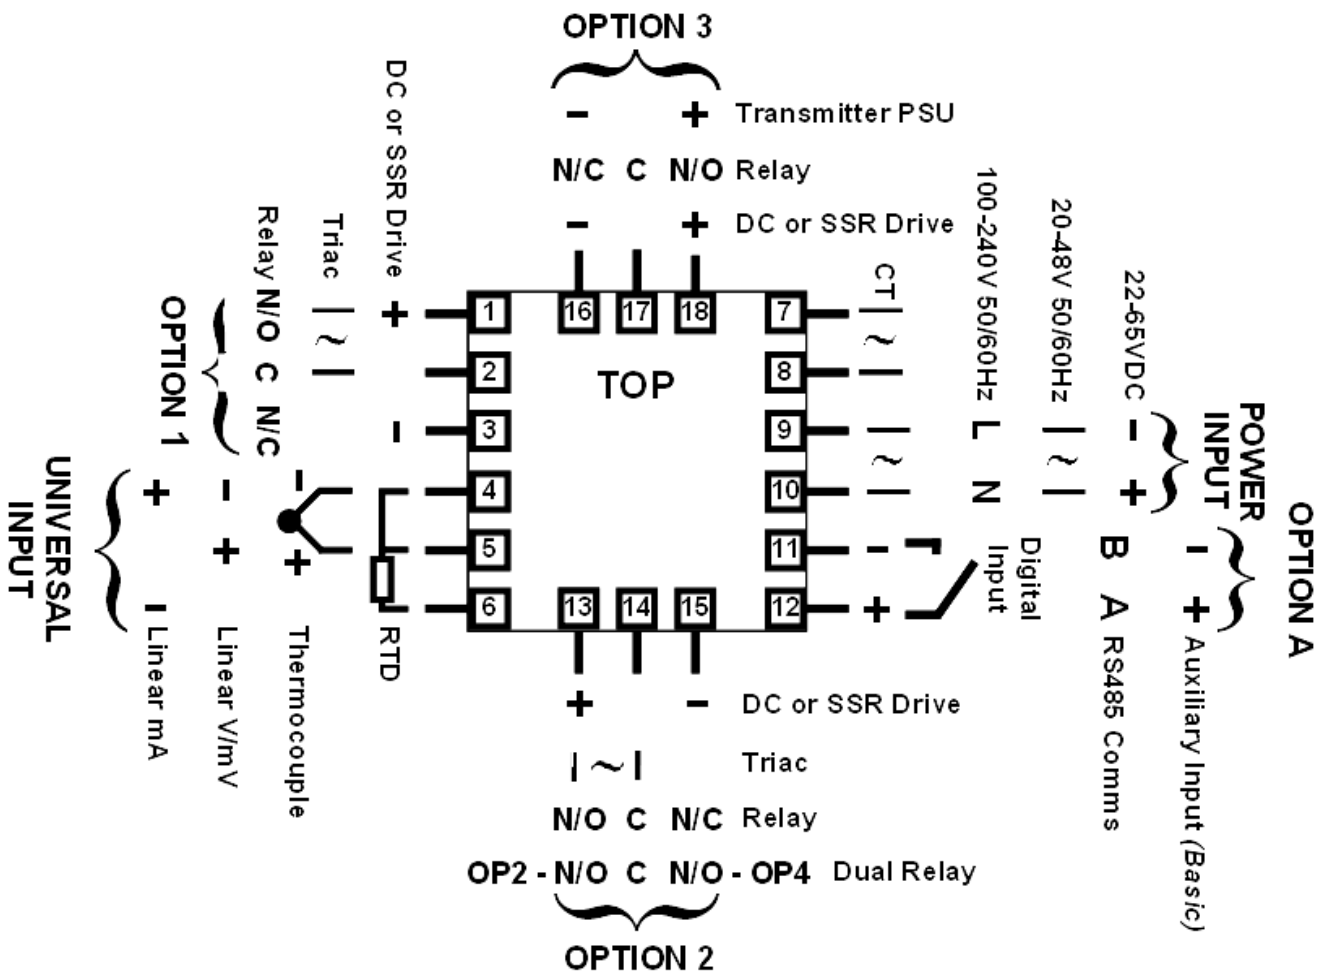 OPTION 3
- + Transmitter PSU
N/C C N/O Relay
- + DC or SSR Drive
DC or SSR Drive
+ -
Triac
~
Relay N/O C N/C
OPTION 1
UNIVERSAL
INPUT
+ - Linear mA
- + Linear V/mV
- + Thermocouple
RTD
1
2
3
4
5
6
16 17 18
TOP
13 14 15
7
8
9
10
11
12
CT
~
~
- +
100-240V 50/60Hz L N
Digital
Input
20-48V 50/60Hz
~
22-65VDC - +
B A RS485 Comms
POWER
INPUT
- + Auxiliary Input (Basic)
OPTION A
+ - DC or SSR Drive
~ Triac
N/O C N/C Relay
OP2 - N/O C N/O - OP4 Dual Relay
OPTION 2